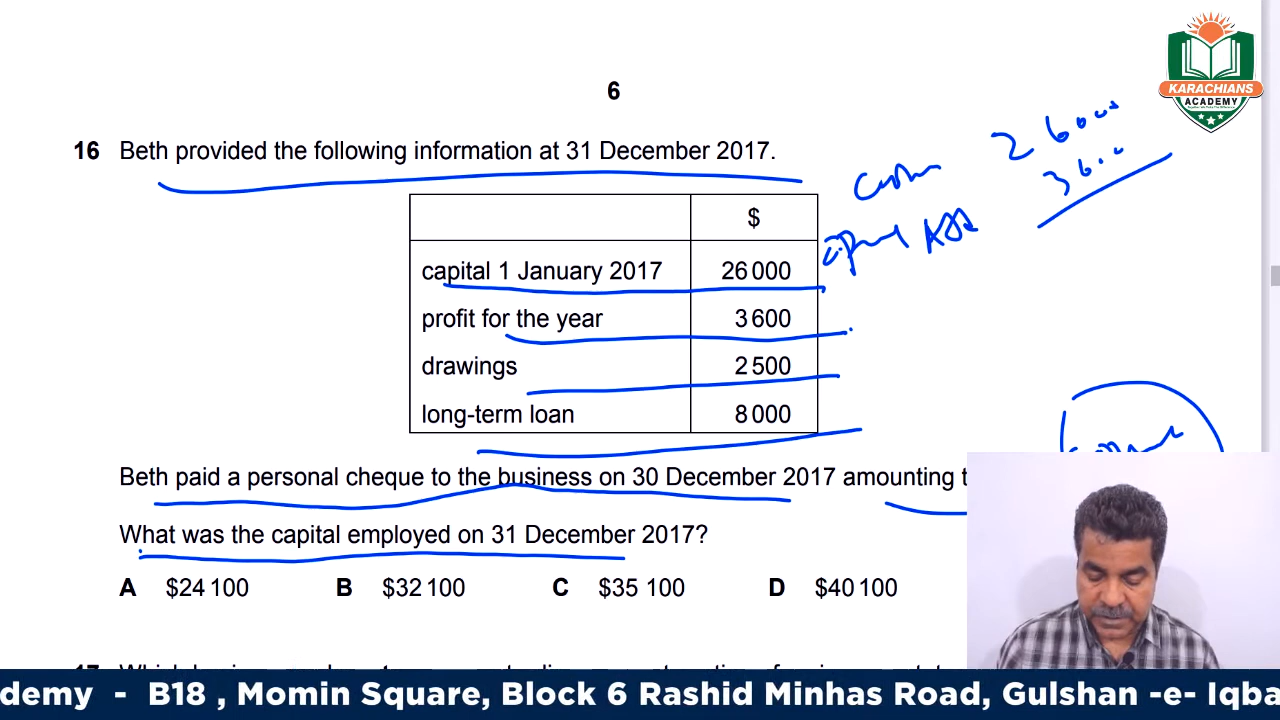 KARACHIANS
ACADEMY
6
16 Beth provided the following information at 31 December 2017.
$
capital 1 January 2017 26 000
profit for the year 3 600
drawings 2 500
long-term loan 8 000
26000
3600
Beth paid a personal cheque to the business on 30 December 2017 amounting t
What was the capital employed on 31 December 2017?
A $24 100 B $32 100 C $35 100 D $40 100
demy - B18 , Momin Square, Block 6 Rashid Minhas Road, Gulshan -e- Iqba